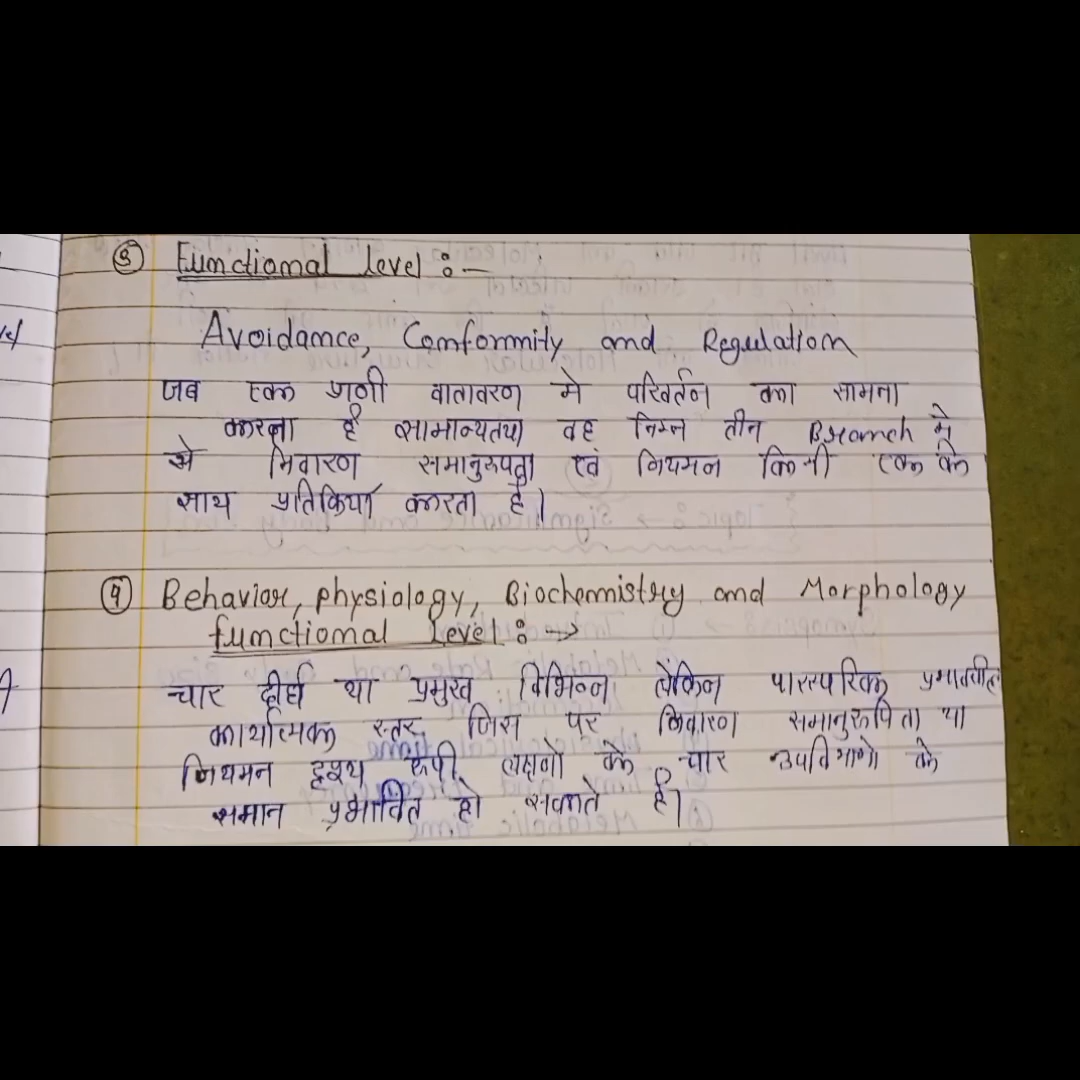 ③ Functional level :-
Avoidance, Conformity and Regulation
जब एक प्राणी वातावरण मे परिवर्तन का सामना
करता है सामान्यतया वह निम्न तीन Branch मे
से निवारण समानुरूपता एवं नियमन किसी एक के
साथ प्रतिक्रिया करता है।
④ Behavior, physiology, Biochemistry and Morphology
functional level : →
चार दीर्घ या प्रमुख विभिन्न लेकिन पारस्परिक प्रभावशील
कार्यात्मक स्तर जिस पर निवारण समानुरूपिता या
नियमन दृश्य रूपी लक्षणों के चार उपविभागो के
समान प्रभावित हो सकते है।